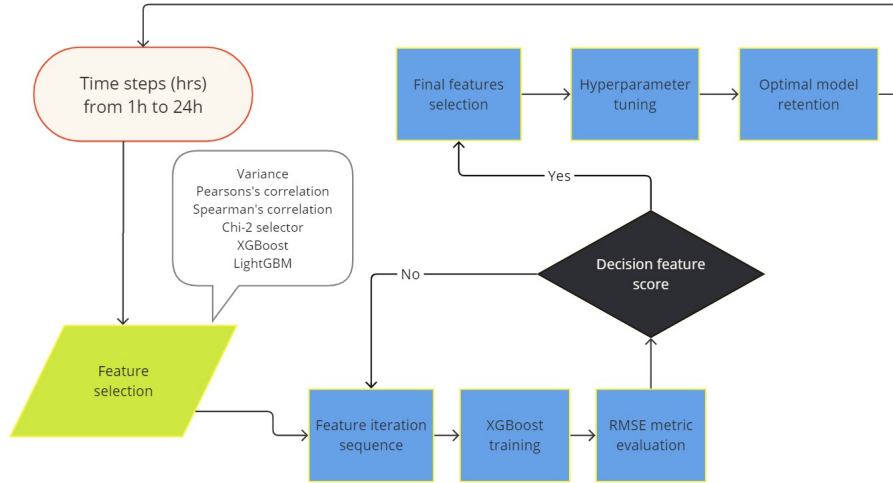 Time steps (hrs)
from 1h to 24h
Variance
Pearsons's correlation
Spearman's correlation
Chi-2 selector
XGBoost
LightGBM
Feature
selection
Feature iteration
sequence
XGBoost
training
RMSE metric
evaluation
Decision feature
score
No
Yes
Final features
selection
Hyperparameter
tuning
Optimal model
retention